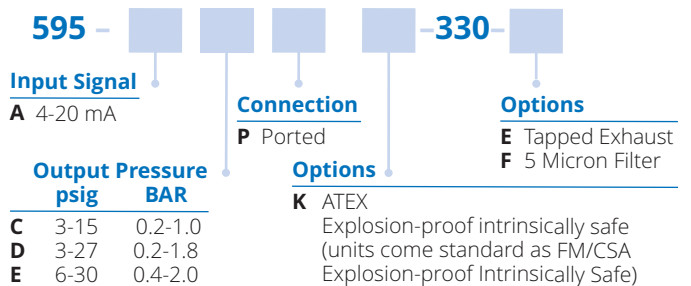 595 – –330–
Input Signal
A 4-20 mA
Connection
P Ported
Options
E Tapped Exhaust
F 5 Micron Filter
Output Pressure
psig BAR
C 3-15 0.2-1.0
D 3-27 0.2-1.8
E 6-30 0.4-2.0
Options
K ATEX
Explosion-proof intrinsically safe
(units come standard as FM/CSA
Explosion-proof Intrinsically Safe)